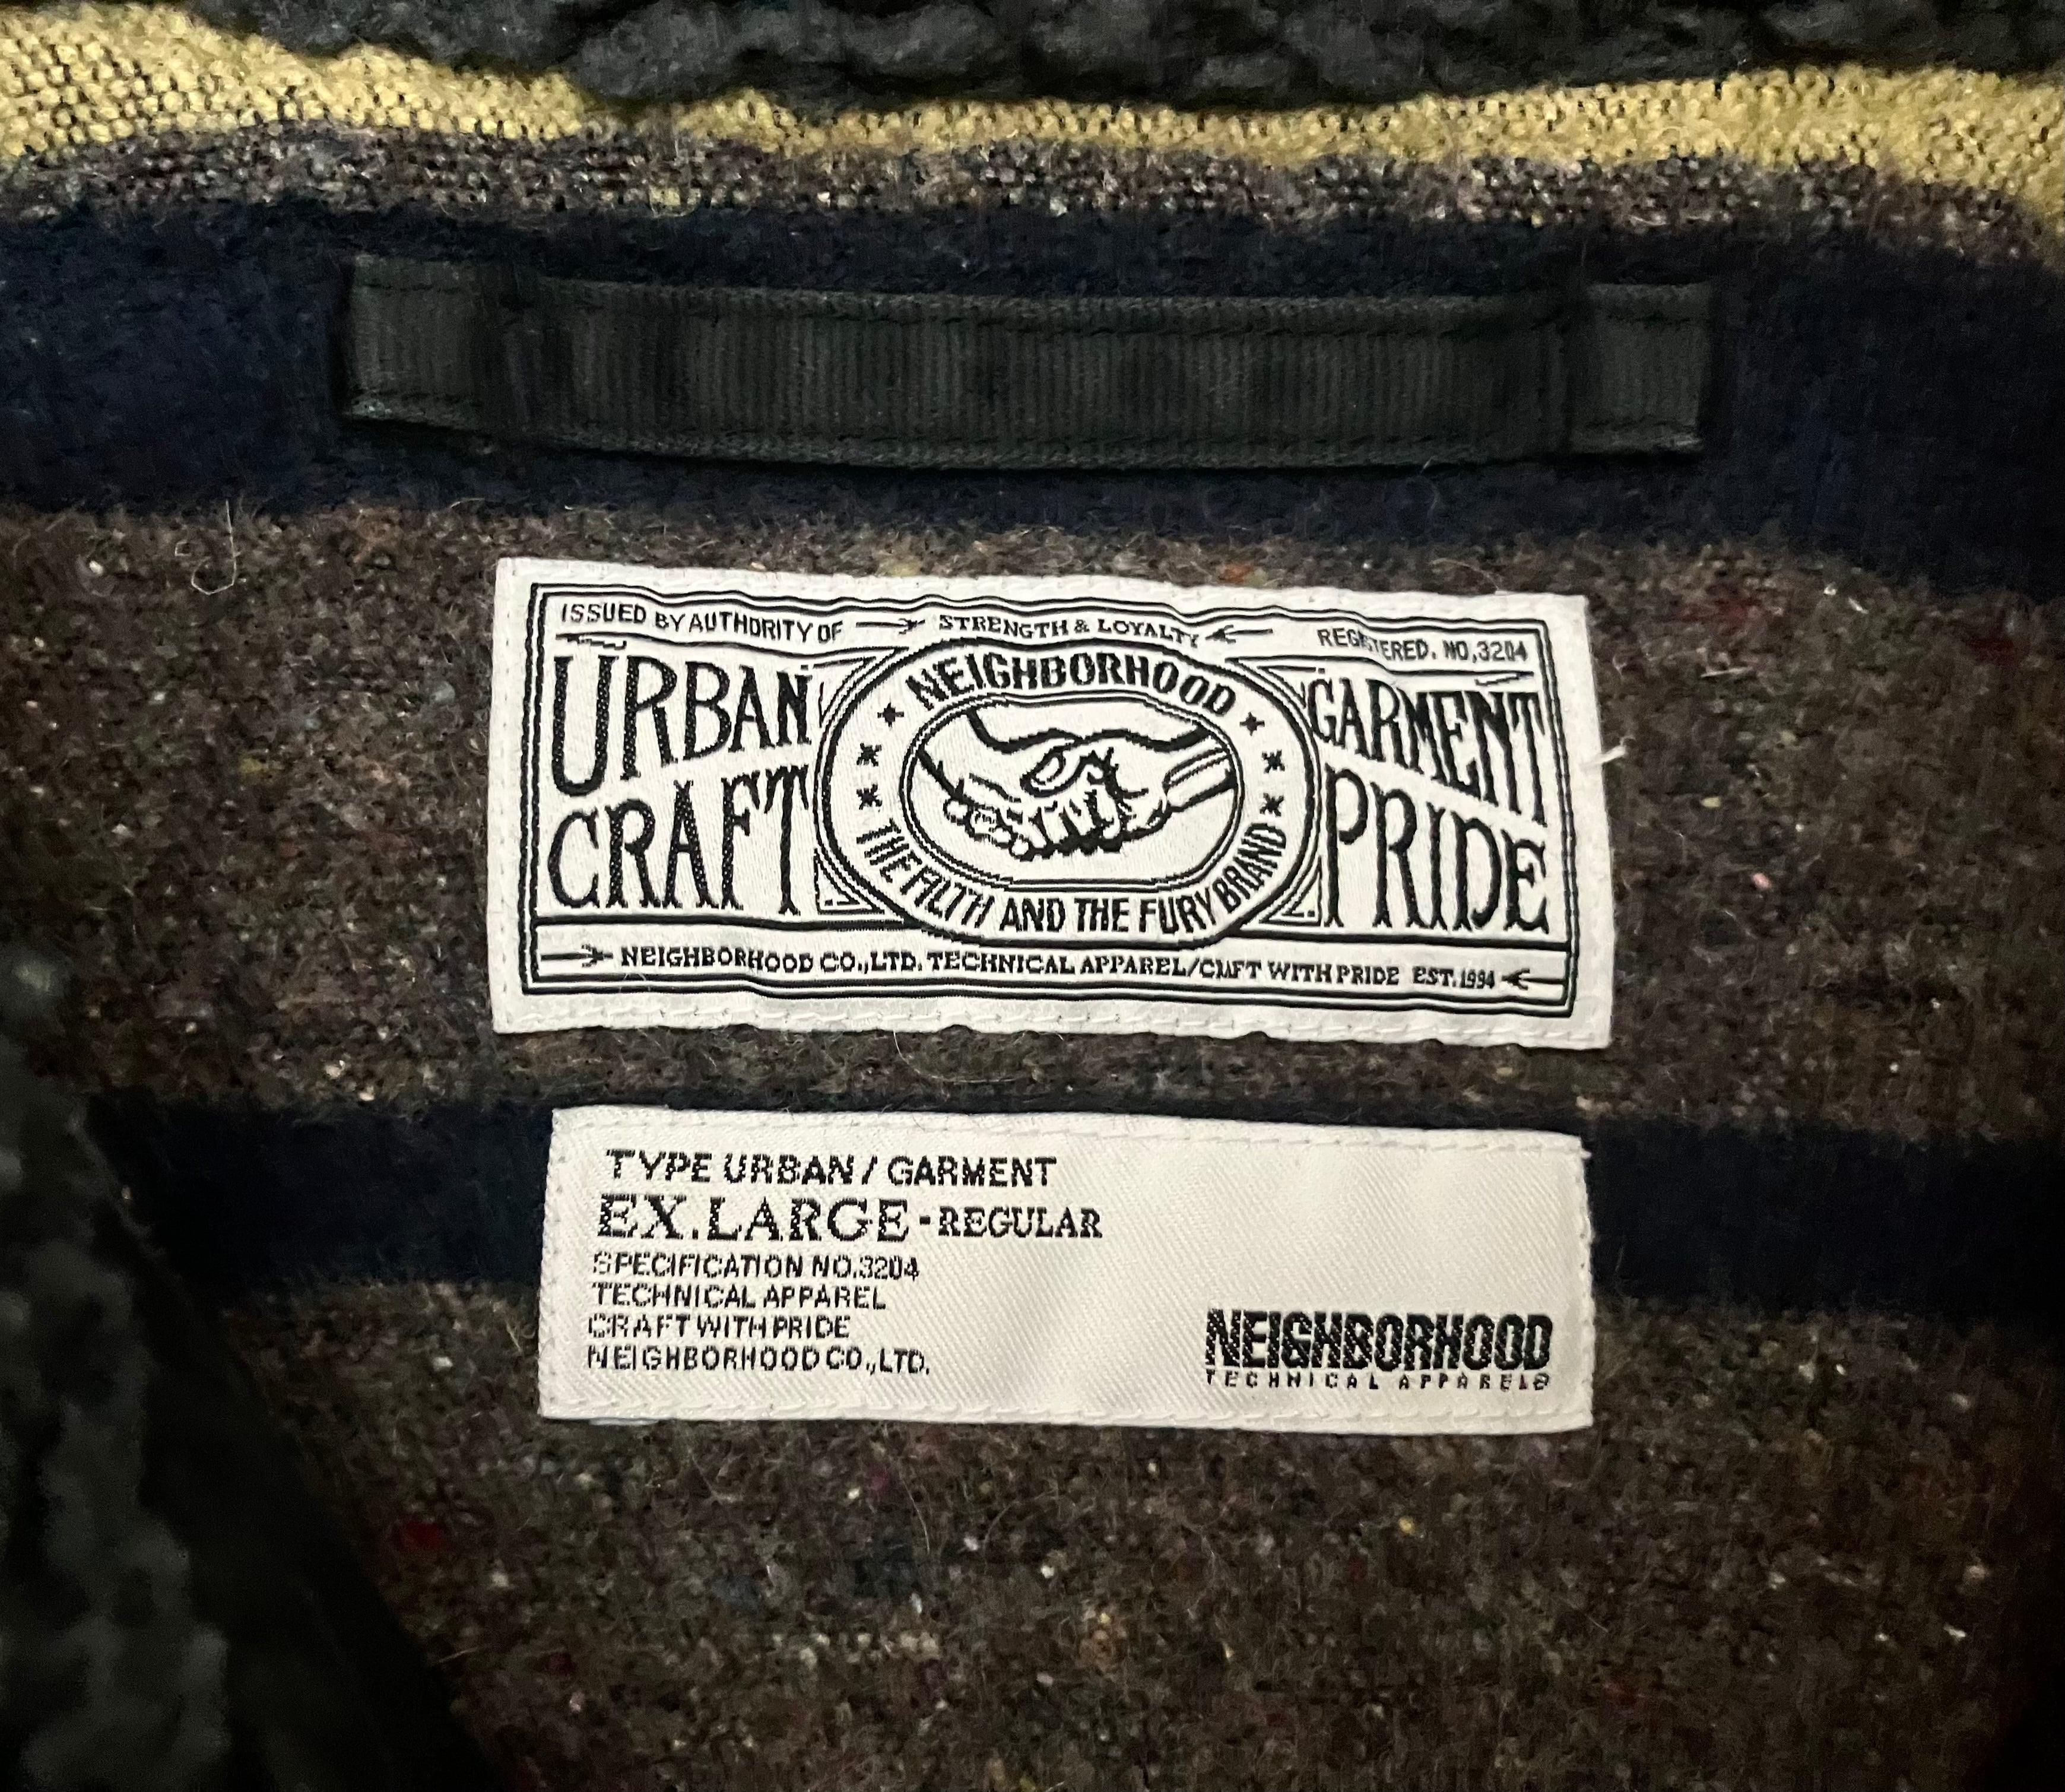 ISSUED BY AUTHORITY OF STRENGTH & LOYALTY REGISTERED. NO,3204
URBAN CRAFT
NEIGHBORHOOD
THE FILTH AND THE FURY BRAND
GARMENT PRIDE
NEIGHBORHOOD CO.,LTD. TECHNICAL APPAREL/CRAFT WITH PRIDE EST.1994
TYPE URBAN / GARMENT
EX.LARGE - REGULAR
SPECIFICATION NO.3204
TECHNICAL APPAREL
CRAFT WITH PRIDE
NEIGHBORHOOD CO.,LTD.
NEIGHBORHOOD
TECHNICAL APPAREL®